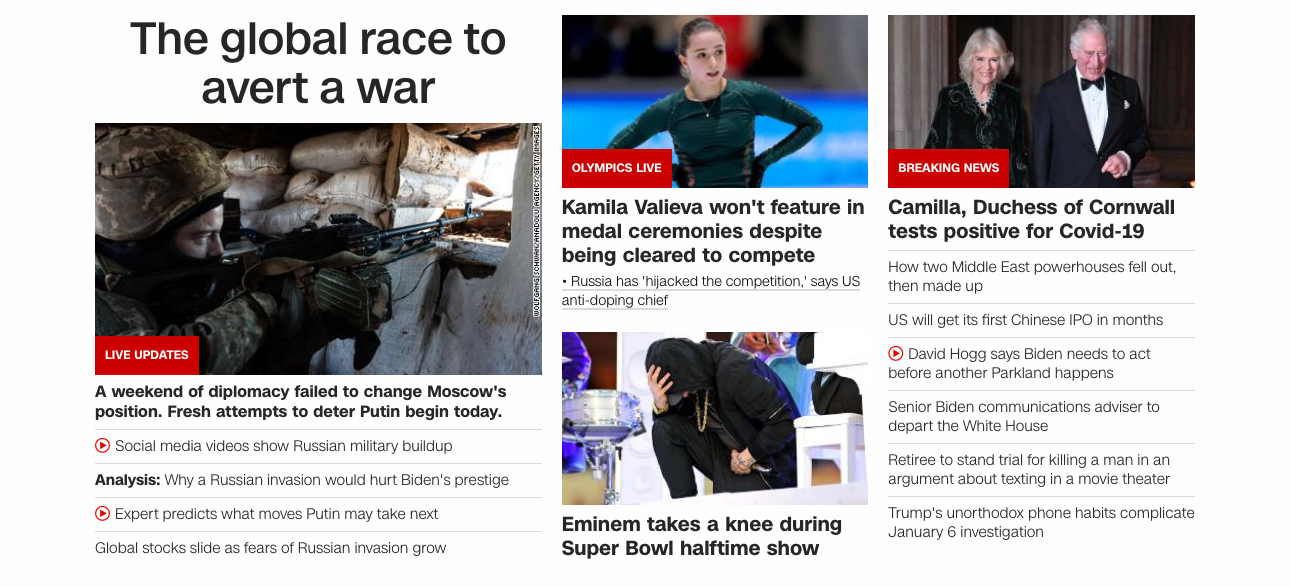 The global race to
avert a war
WOLFGANG SCHWAN/ANADOLU AGENCY/GETTY IMAGES
LIVE UPDATES
A weekend of diplomacy failed to change Moscow's
position. Fresh attempts to deter Putin begin today.
Social media videos show Russian military buildup
Analysis: Why a Russian invasion would hurt Biden's prestige
Expert predicts what moves Putin may take next
Global stocks slide as fears of Russian invasion grow
OLYMPICS LIVE
Kamila Valieva won't feature in
medal ceremonies despite
being cleared to compete
• Russia has 'hijacked the competition,' says US
anti-doping chief
Eminem takes a knee during
Super Bowl halftime show
BREAKING NEWS
Camilla, Duchess of Cornwall
tests positive for Covid-19
How two Middle East powerhouses fell out,
then made up
US will get its first Chinese IPO in months
David Hogg says Biden needs to act
before another Parkland happens
Senior Biden communications adviser to
depart the White House
Retiree to stand trial for killing a man in an
argument about texting in a movie theater
Trump's unorthodox phone habits complicate
January 6 investigation